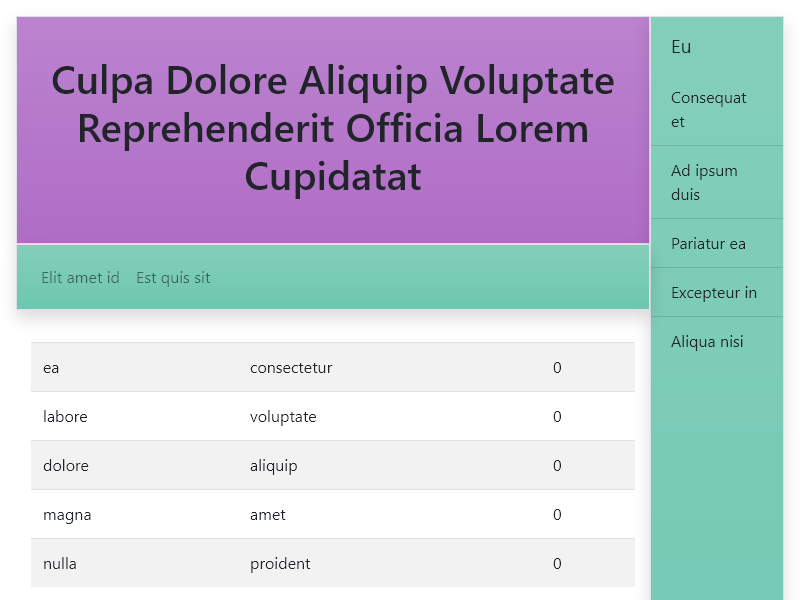 Culpa Dolore Aliquip Voluptate
Reprehenderit Officia Lorem
Cupidatat
Elit amet id Est quis sit
ea consectetur 0
labore voluptate 0
dolore aliquip 0
magna amet 0
nulla proident 0
Eu
Consequat
et
Ad ipsum
duis
Pariatur ea
Excepteur in
Aliqua nisi